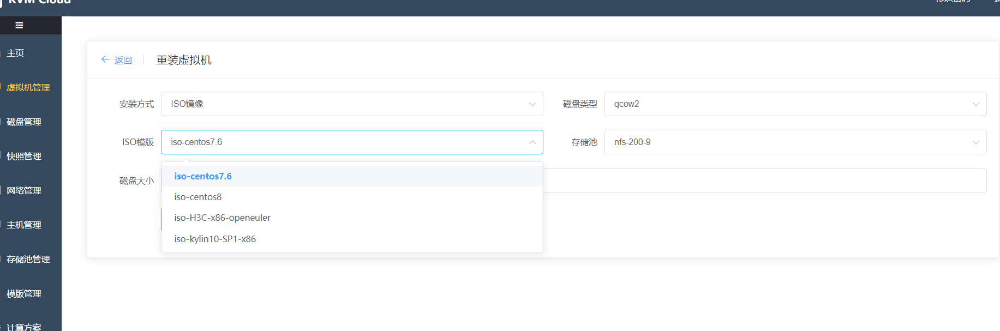 KVM Cloud
修改密码
主页
虚拟机管理
磁盘管理
快照管理
网络管理
主机管理
存储池管理
模版管理
计算方案
返回
重装虚拟机
安装方式 ISO镜像 磁盘类型 qcow2
ISO模版 iso-centos7.6 存储池 nfs-200-9
磁盘大小
iso-centos7.6
iso-centos8
iso-H3C-x86-openeuler
iso-kylin10-SP1-x86